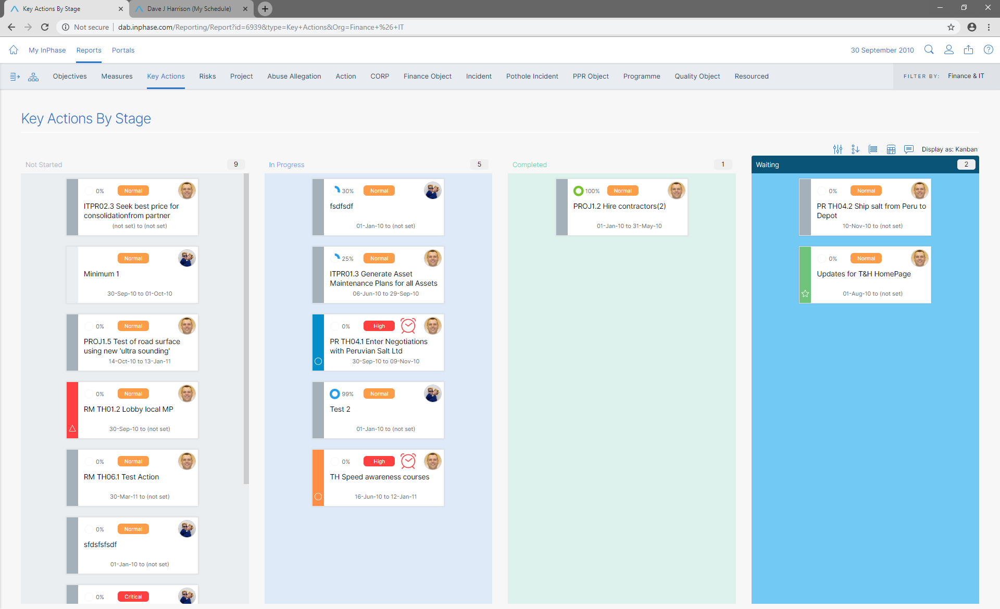 Key Actions By Stage
Dave J Harrison (My Schedule)
Not secure
dab.inphase.com/Reporting/Report?id=6939&type=Key+Actions&Org=Finance+%26+IT
My InPhase
Reports
Portals
30 September 2010
Objectives
Measures
Key Actions
Risks
Project
Abuse Allegation
Action
CORP
Finance Object
Incident
Pothole Incident
PPR Object
Programme
Quality Object
Resourced
FILTER BY:
Finance & IT
Key Actions By Stage
Display as: Kanban
Not Started
9
0%
Normal
ITPR02.3 Seek best price for
consolidationfrom partner
(not set) to (not set)
Normal
Minimum 1
30-Sep-10 to 01-Oct-10
0%
Normal
PROJ1.5 Test of road surface
using new 'ultra sounding'
14-Oct-10 to 13-Jan-11
0%
Normal
RM TH01.2 Lobby local MP
30-Sep-10 to (not set)
0%
Normal
RM TH06.1 Test Action
30-Mar-11 to (not set)
0%
Normal
sfdsfsfsdf
01-Jan-10 to (not set)
0%
Critical
In Progress
5
30%
Normal
fsdfsdf
01-Jan-10 to (not set)
25%
Normal
ITPR01.3 Generate Asset
Maintenance Plans for all Assets
06-Jun-10 to 29-Sep-10
0%
High
PR TH04.1 Enter Negotiations
with Peruvian Salt Ltd
30-Sep-10 to 09-Nov-10
99%
Normal
Test 2
01-Jan-10 to (not set)
0%
High
TH Speed awareness courses
16-Jun-10 to 12-Jan-11
Completed
1
100%
Normal
PROJ1.2 Hire contractors(2)
01-Jan-10 to 31-May-10
Waiting
2
0%
Normal
PR TH04.2 Ship salt from Peru to
Depot
10-Nov-10 to (not set)
0%
Normal
Updates for T&H HomePage
01-Aug-10 to (not set)